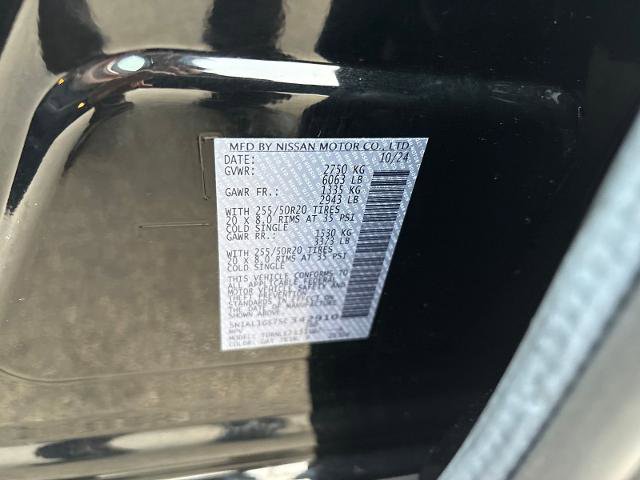 MFD BY NISSAN MOTOR CO., LTD
DATE: 10/24
GVWR: 2750 KG
6063 LB
GAWR FR.: 1335 KG
2943 LB
WITH 255/50R20 TIRES
20 X 8.0 RIMS AT 35 PSI
COLD SINGLE
GAWR RR.: 1530 KG
3373 LB
WITH 255/50R20 TIRES
20 X 8.0 RIMS AT 35 PSI
COLD SINGLE
THIS VEHICLE CONFORMS TO
ALL APPLICABLE FEDERAL
MOTOR VEHICLE SAFETY AND
THEFT PREVENTION
STANDARDS IN EFFECT ON
THE DATE OF MANUFACTURE
SHOWN ABOVE.
MPV